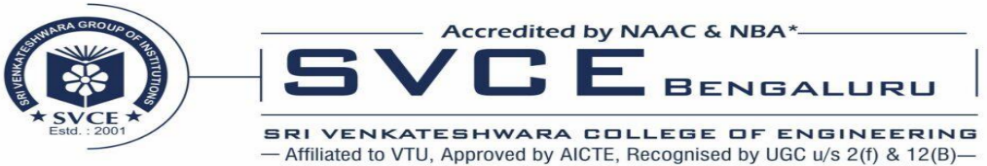 SRI VENKATESHWARA GROUP OF INSTITUTIONS
★ SVCE ★
Estd. : 2001
Accredited by NAAC & NBA*
SVCE BENGALURU
SRI VENKATESHWARA COLLEGE OF ENGINEERING
— Affiliated to VTU, Approved by AICTE, Recognised by UGC u/s 2(f) & 12(B)—